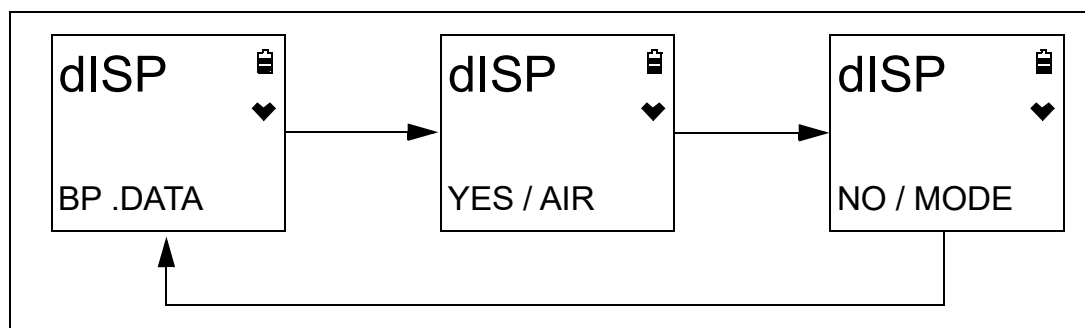 dISP
BP .DATA
dISP
YES / AIR
dISP
NO / MODE